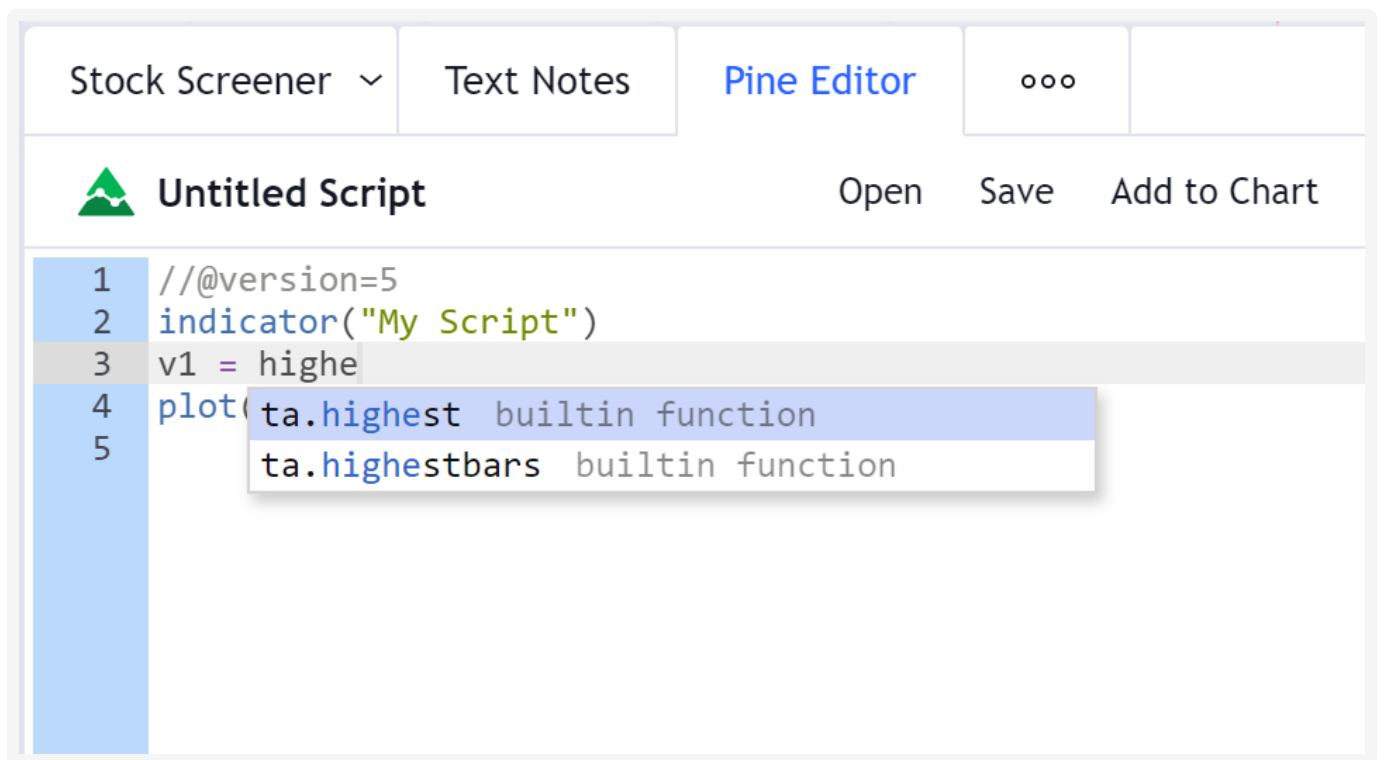 Stock Screener Text Notes Pine Editor
Untitled Script Open Save Add to Chart
1 //@version=5
2 indicator("My Script")
3 v1 = highe
4 plot(
ta.highest builtin function
5
ta.highestbars builtin function